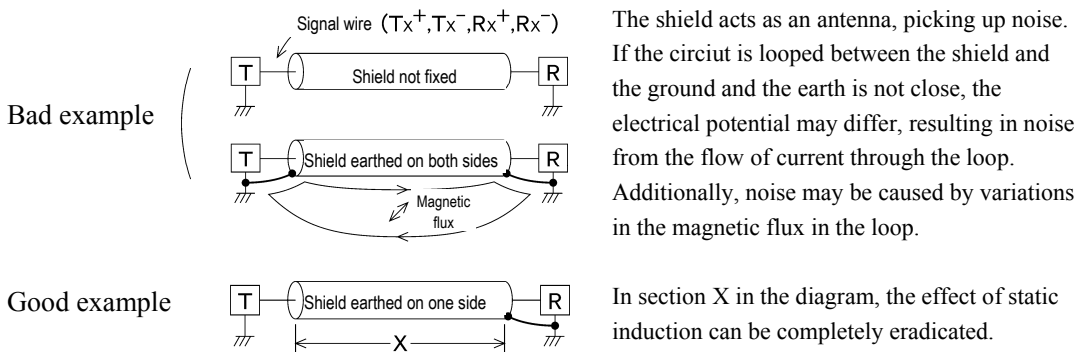 Signal wire (Tx+,Tx-,Rx+,Rx-)
T
Shield not fixed
R
The shield acts as an antenna, picking up noise.
If the circiut is looped between the shield and
the ground and the earth is not close, the
electrical potential may differ, resulting in noise
from the flow of current through the loop.
Additionally, noise may be caused by variations
in the magnetic flux in the loop.
Bad example
T
Shield earthed on both sides
R
Magnetic
flux
Good example
T
Shield earthed on one side
R
X
In section X in the diagram, the effect of static
induction can be completely eradicated.